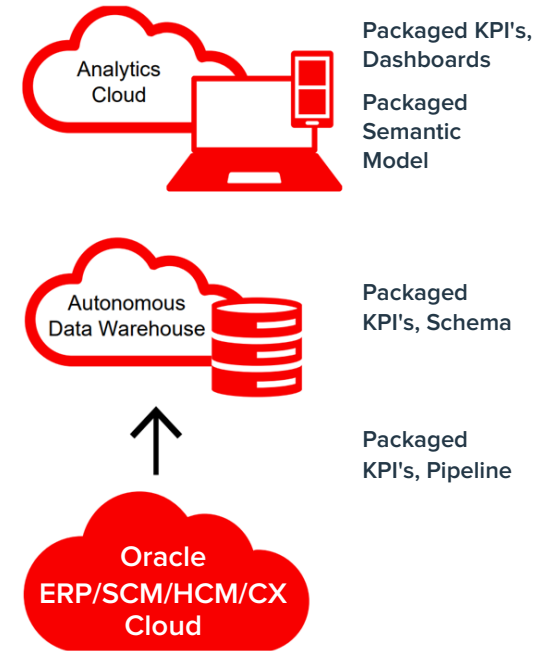 Analytics
Cloud
Packaged KPI's,
Dashboards
Packaged
Semantic
Model
Autonomous
Data Warehouse
Packaged
KPI's, Schema
Packaged
KPI's, Pipeline
Oracle
ERP/SCM/HCM/CX
Cloud